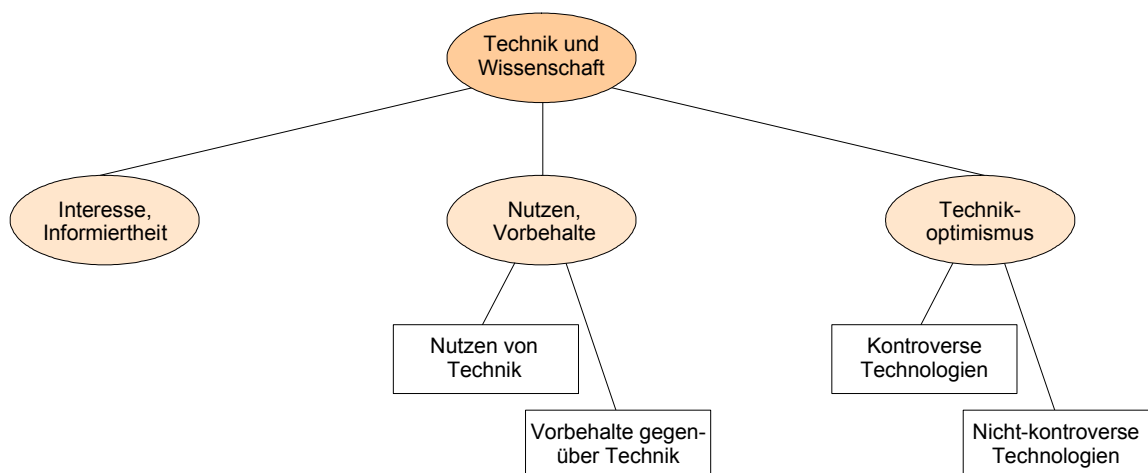 Technik und
Wissenschaft
Interesse,
Informiertheit
Nutzen,
Vorbehalte
Technik-
optimismus
Nutzen von
Technik
Kontroverse
Technologien
Vorbehalte gegen-
über Technik
Nicht-kontroverse
Technologien